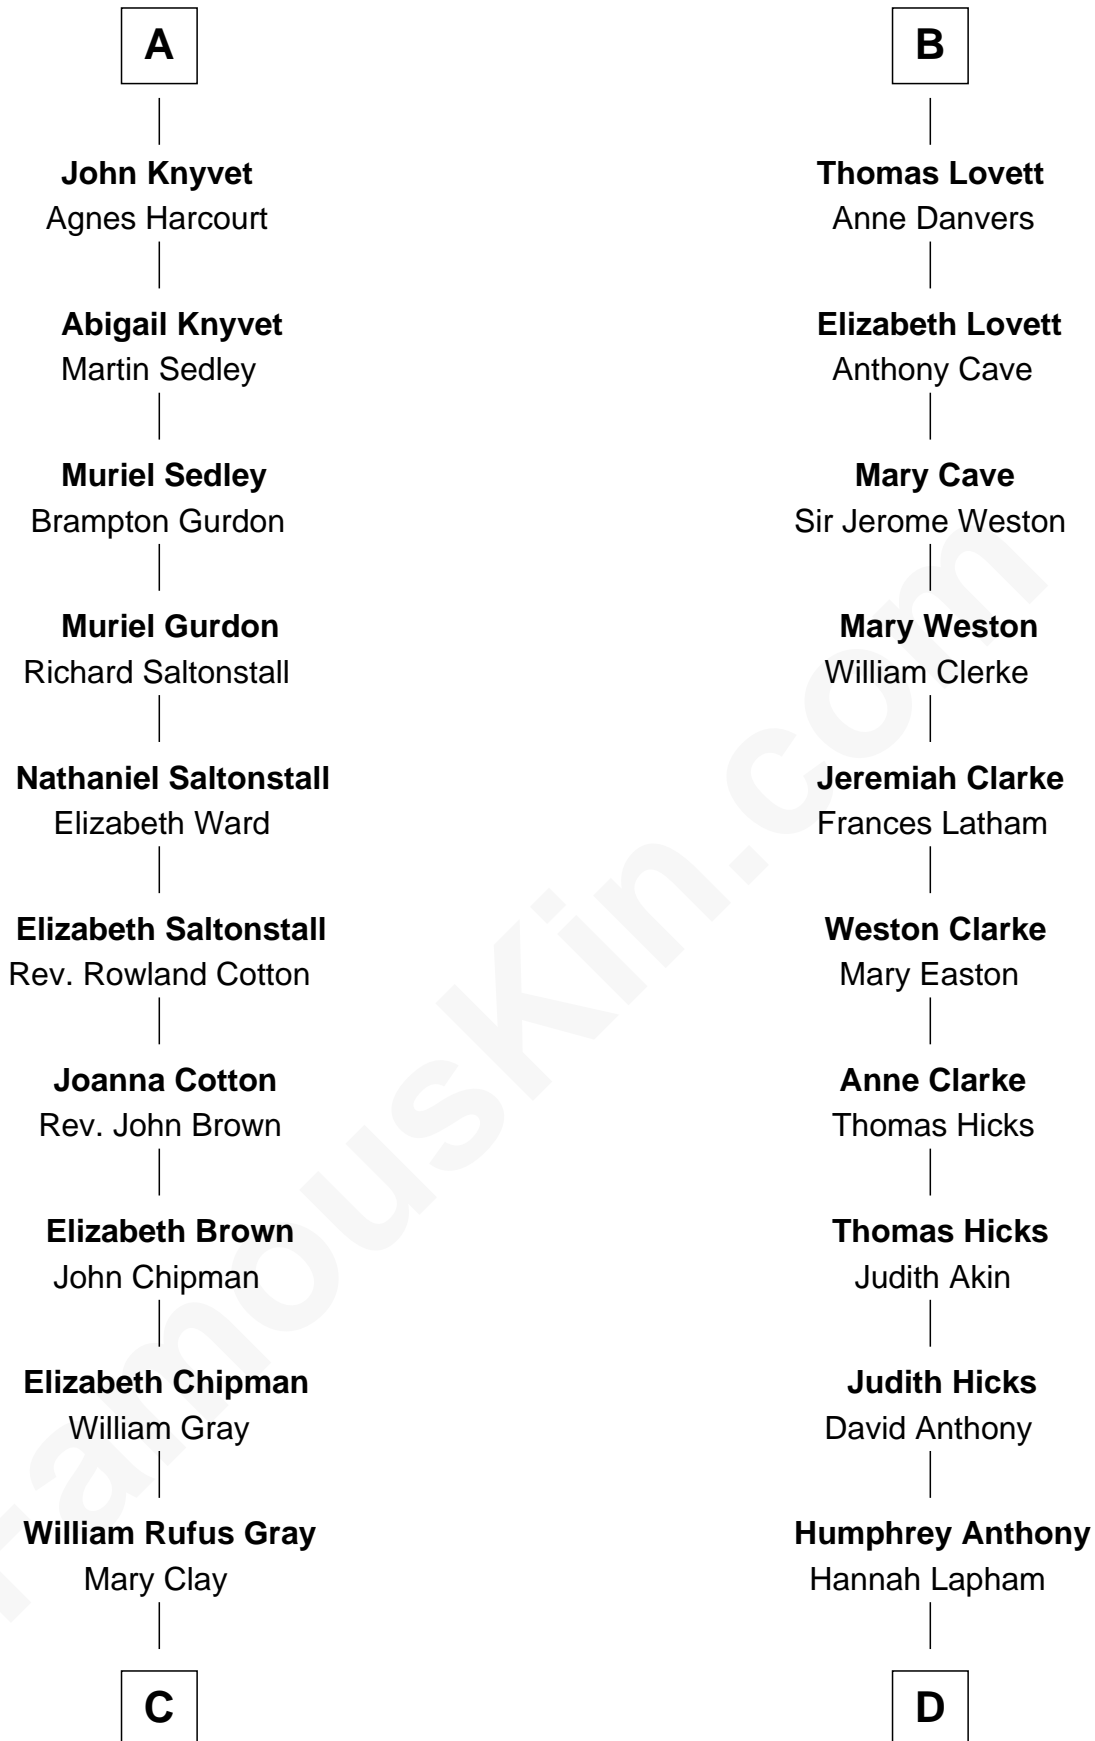 A
John Knyvet
Agnes Harcourt
Abigail Knyvet
Martin Sedley
Muriel Sedley
Brampton Gurdon
Muriel Gurdon
Richard Saltonstall
Nathaniel Saltonstall
Elizabeth Ward
Elizabeth Saltonstall
Rev. Rowland Cotton
Joanna Cotton
Rev. John Brown
Elizabeth Brown
John Chipman
Elizabeth Chipman
William Gray
William Rufus Gray
Mary Clay
C
B
Thomas Lovett
Anne Danvers
Elizabeth Lovett
Anthony Cave
Mary Cave
Sir Jerome Weston
Mary Weston
William Clerke
Jeremiah Clarke
Frances Latham
Weston Clarke
Mary Easton
Anne Clarke
Thomas Hicks
Thomas Hicks
Judith Akin
Judith Hicks
David Anthony
Humphrey Anthony
Hannah Lapham
D
FamousKin.com